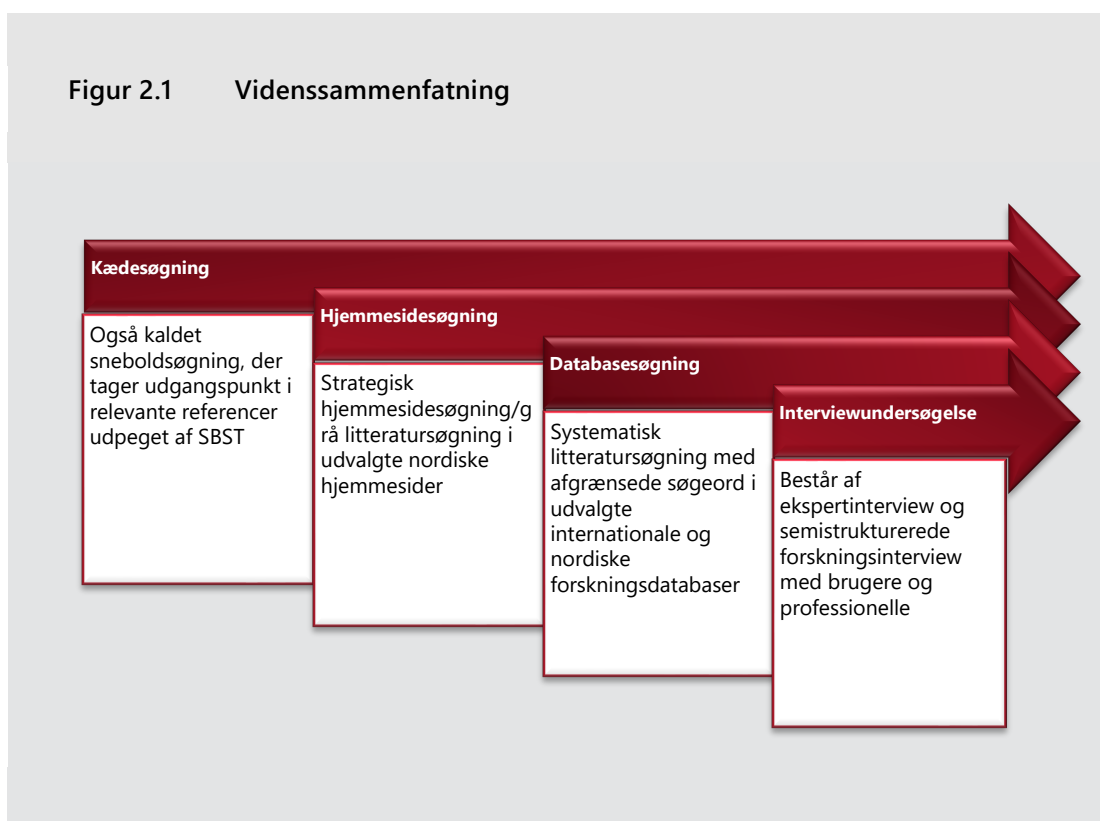 Figur 2.1 Videnssammenfatning
Kædesøgning
Også kaldet
sneboldsøgning, der
tager udgangspunkt i
relevante referencer
udpeget af SBST
Hjemmesidesøgning
Strategisk
hjemmesidesøgning/g
rå litteratursøgning i
udvalgte nordiske
hjemmesider
Databasesøgning
Systematisk
litteratursøgning med
afgrænsede søgeord i
udvalgte
internationale og
nordiske
forskningsdatabaser
Interviewundersøgelse
Består af
ekspertinterview og
semistrukturerede
forskningsinterview
med brugere og
professionelle